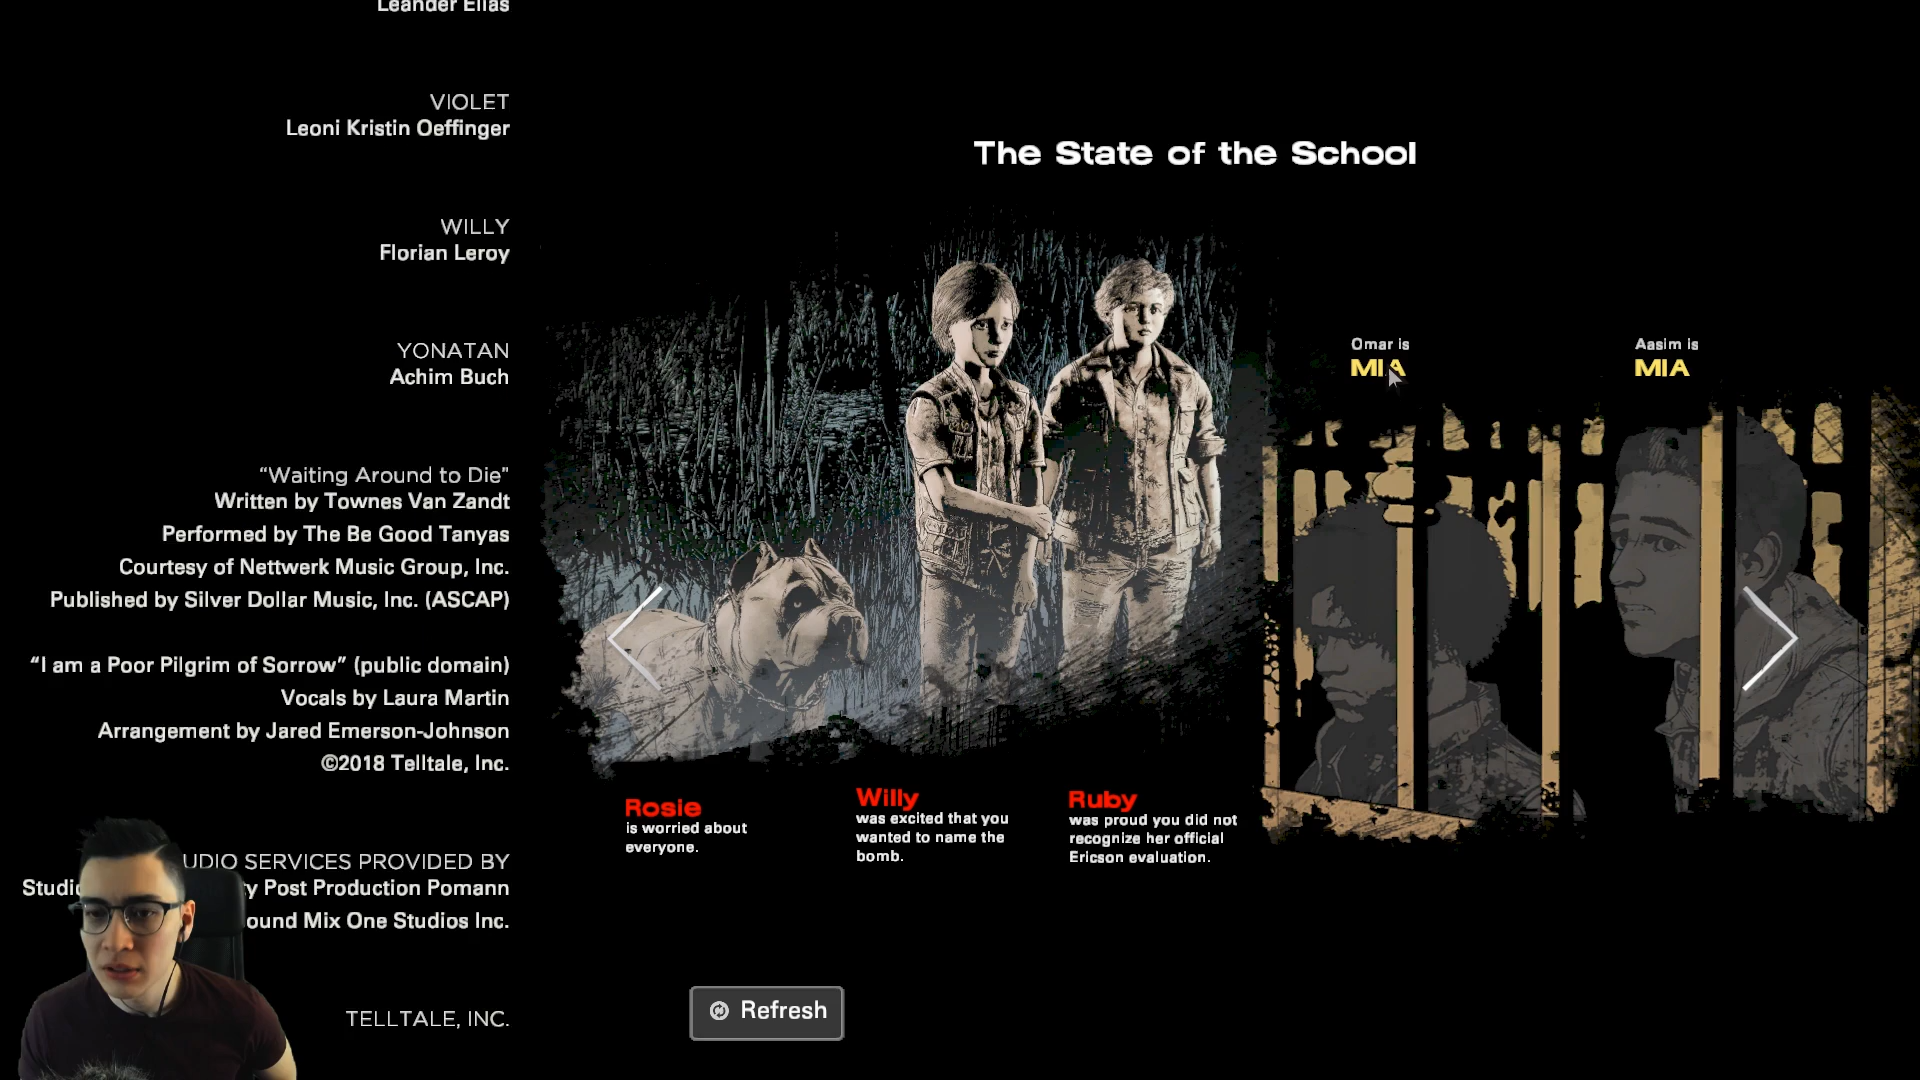 Leander Elias
VIOLET
Leoni Kristin Oeffinger
WILLY
Florian Leroy
YONATAN
Achim Buch
“Waiting Around to Die”
Written by Townes Van Zandt
Performed by The Be Good Tanyas
Courtesy of Nettwerk Music Group, Inc.
Published by Silver Dollar Music, Inc. (ASCAP)
“I am a Poor Pilgrim of Sorrow” (public domain)
Vocals by Laura Martin
Arrangement by Jared Emerson-Johnson
©2018 Telltale, Inc.
UDIO SERVICES PROVIDED BY
Post Production Pomann
ound Mix One Studios Inc.
TELLTALE, INC.
The State of the School
Omar is
MIA
Aasim is
MIA
Rosie
is worried about
everyone.
Willy
was excited that you
wanted to name the
bomb.
Ruby
was proud you did not
recognize her official
Ericson evaluation.
Refresh